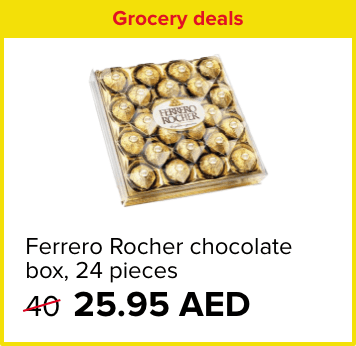 Grocery deals
FERRERO
ROCHER
Ferrero Rocher chocolate
box, 24 pieces
40 25.95 AED